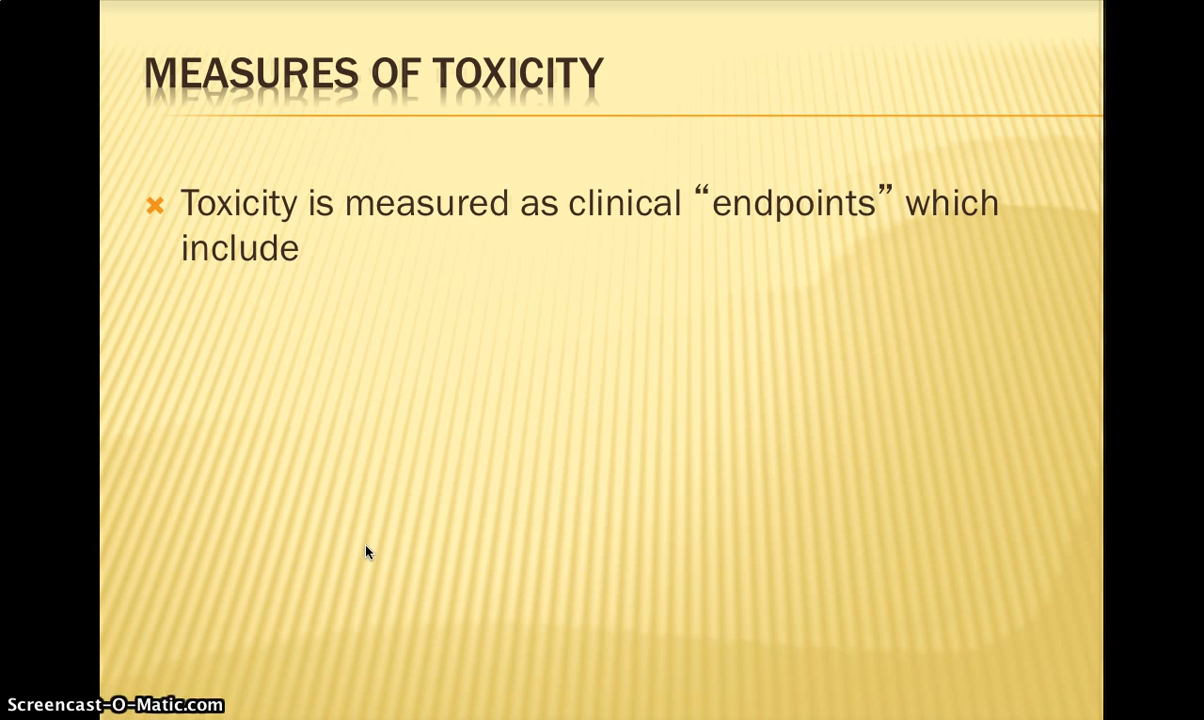 MEASURES OF TOXICITY
Toxicity is measured as clinical “endpoints” which
include
Screencast-O-Matic.com